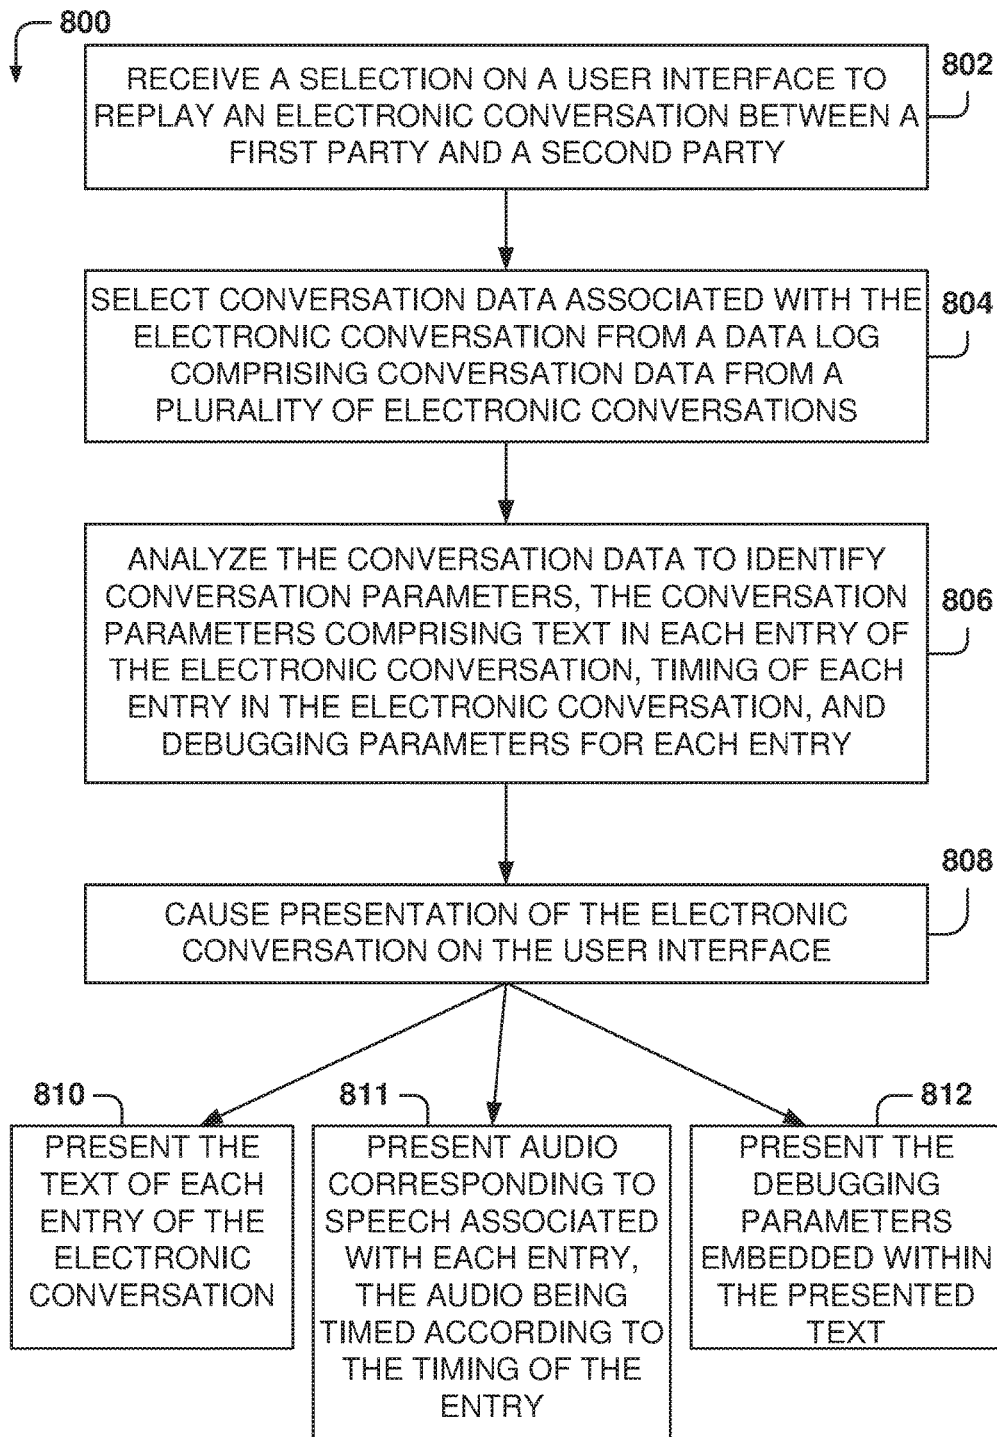 800
802
RECEIVE A SELECTION ON A USER INTERFACE TO
REPLAY AN ELECTRONIC CONVERSATION BETWEEN A
FIRST PARTY AND A SECOND PARTY
804
SELECT CONVERSATION DATA ASSOCIATED WITH THE
ELECTRONIC CONVERSATION FROM A DATA LOG
COMPRISING CONVERSATION DATA FROM A
PLURALITY OF ELECTRONIC CONVERSATIONS
806
ANALYZE THE CONVERSATION DATA TO IDENTIFY
CONVERSATION PARAMETERS, THE CONVERSATION
PARAMETERS COMPRISING TEXT IN EACH ENTRY OF
THE ELECTRONIC CONVERSATION, TIMING OF EACH
ENTRY IN THE ELECTRONIC CONVERSATION, AND
DEBUGGING PARAMETERS FOR EACH ENTRY
808
CAUSE PRESENTATION OF THE ELECTRONIC
CONVERSATION ON THE USER INTERFACE
810
PRESENT THE
TEXT OF EACH
ENTRY OF THE
ELECTRONIC
CONVERSATION
811
PRESENT AUDIO
CORRESPONDING TO
SPEECH ASSOCIATED
WITH EACH ENTRY,
THE AUDIO BEING
TIMED ACCORDING TO
THE TIMING OF THE
ENTRY
812
PRESENT THE
DEBUGGING
PARAMETERS
EMBEDDED WITHIN
THE PRESENTED
TEXT